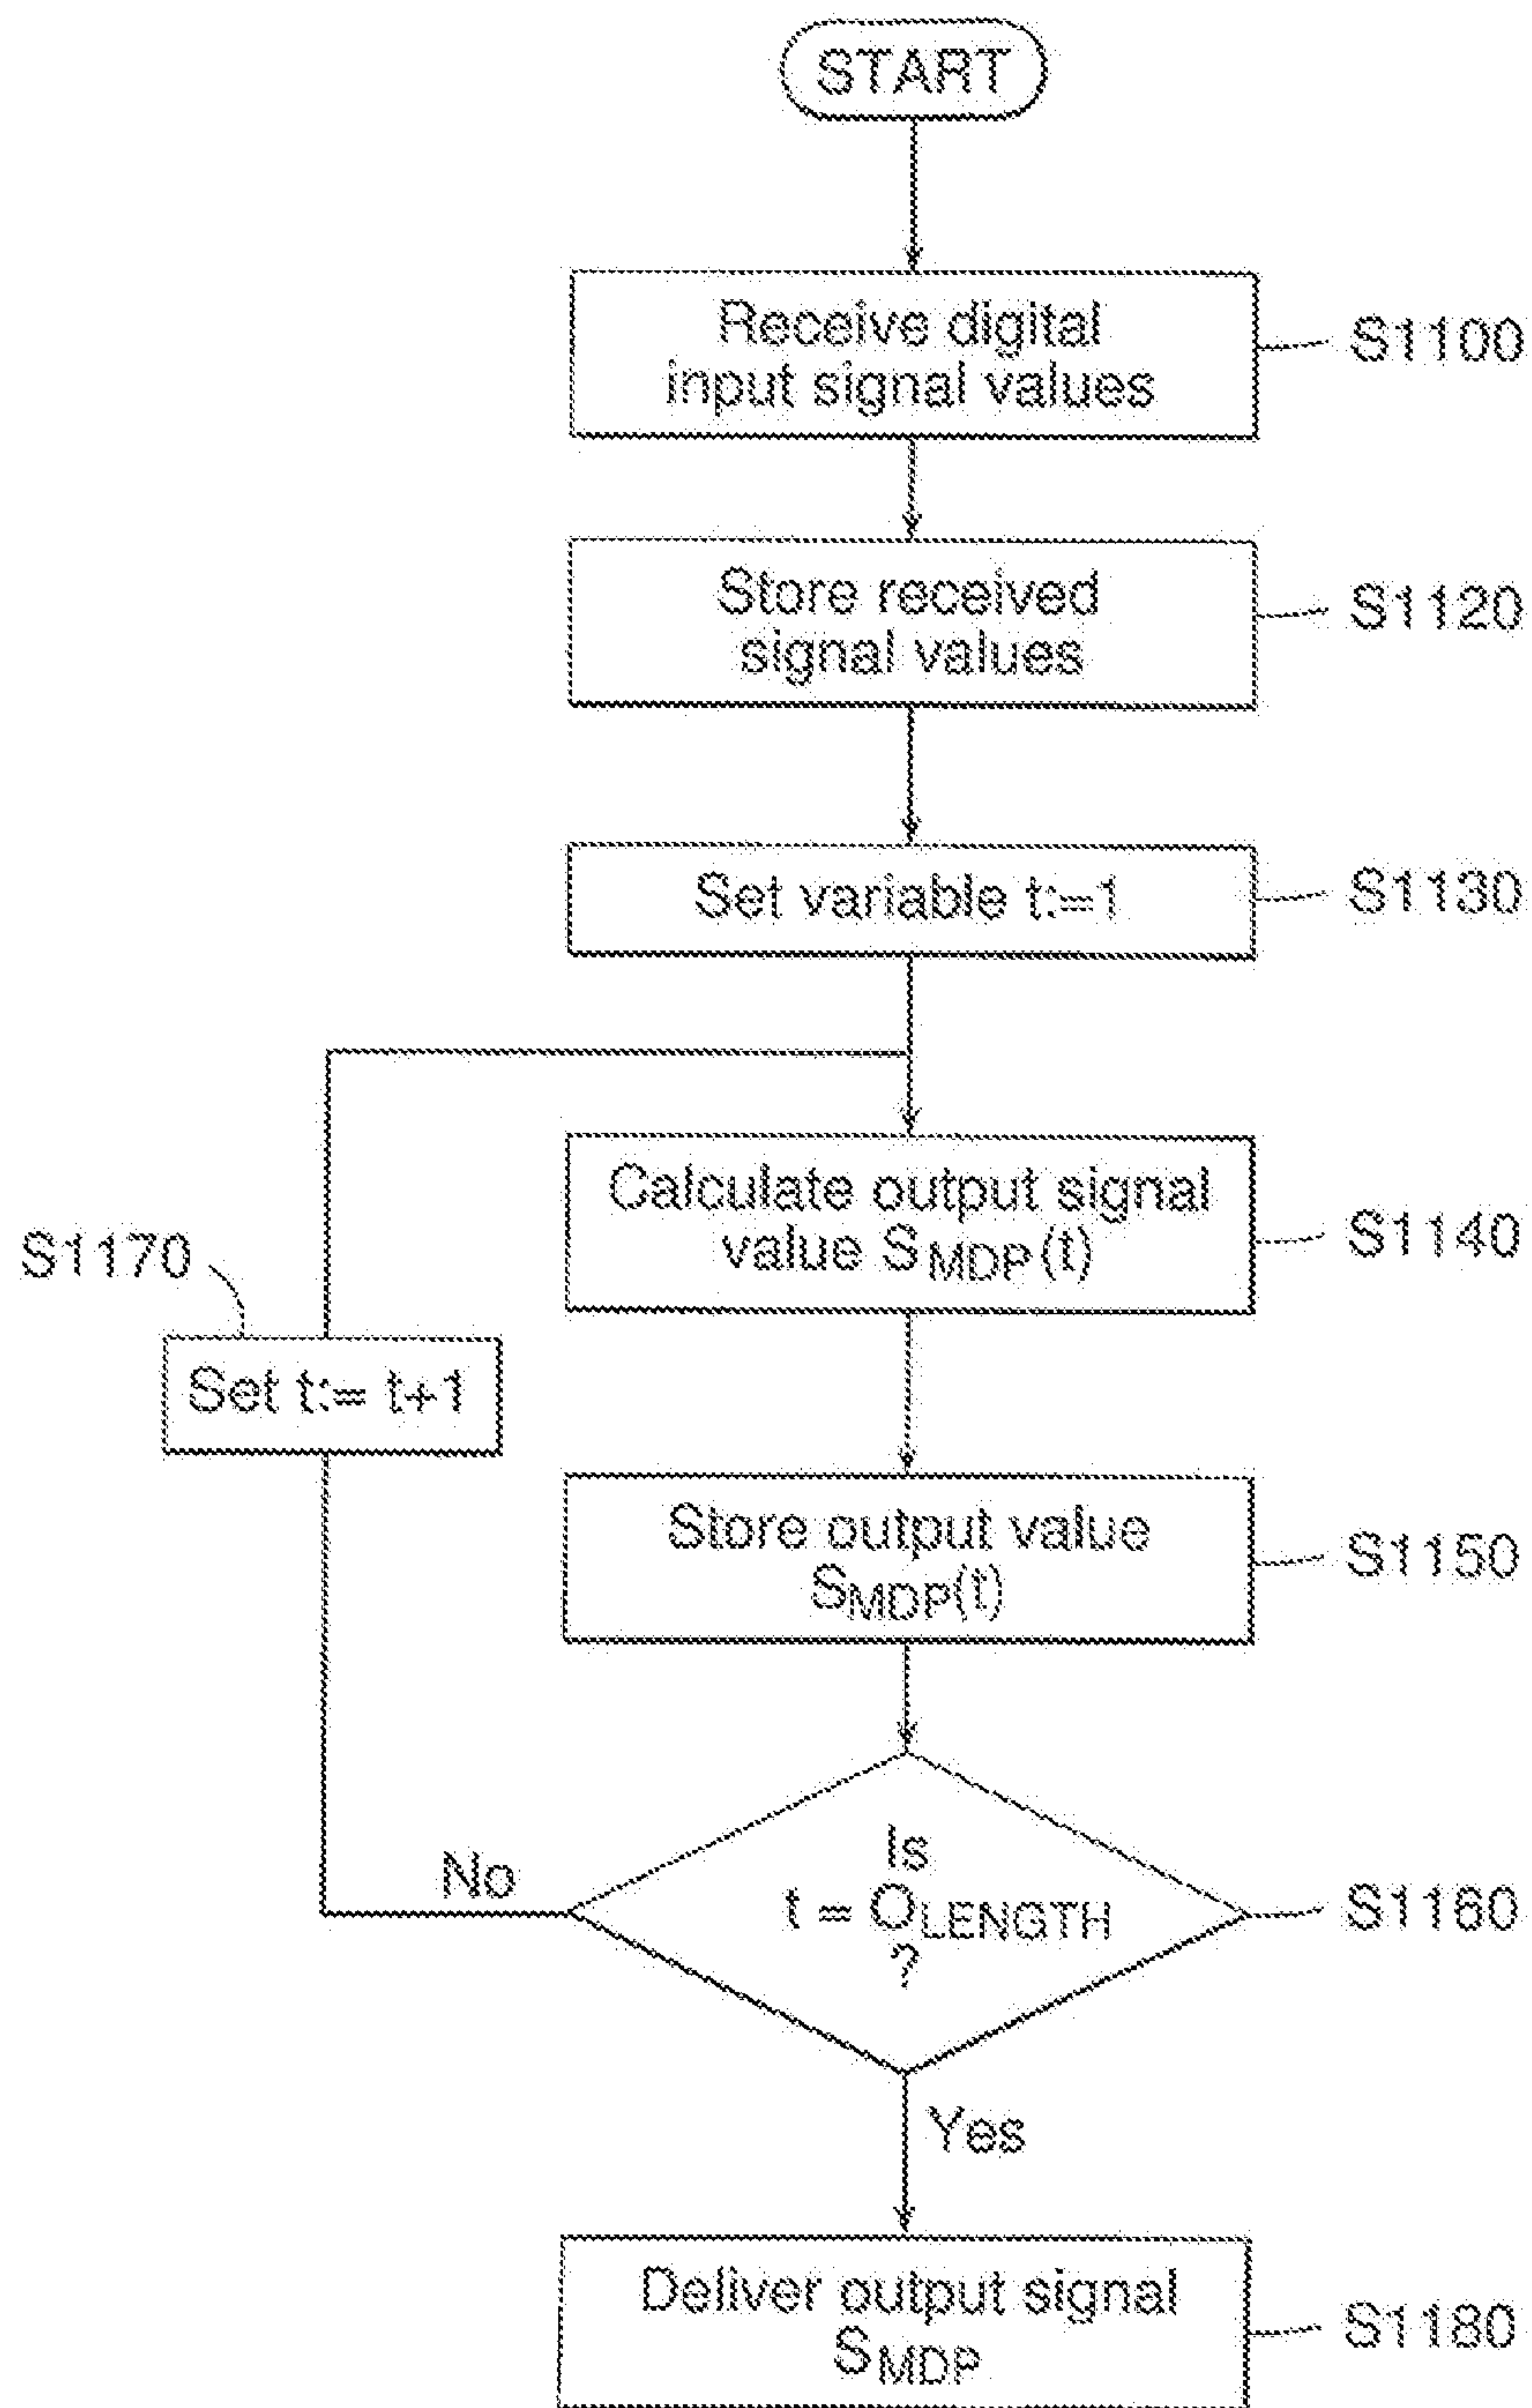 START
Receive digital
input signal values
S1100
Store received
signal values
S1120
Set variable t:=1
S1130
Calculate output signal
value SMDP(t)
S1140
S1170
Set t:= t+1
Store output value
SMDP(t)
S1150
Is
t = OLENGTH
?
S1160
No
Yes
Deliver output signal
SMDP
S1180